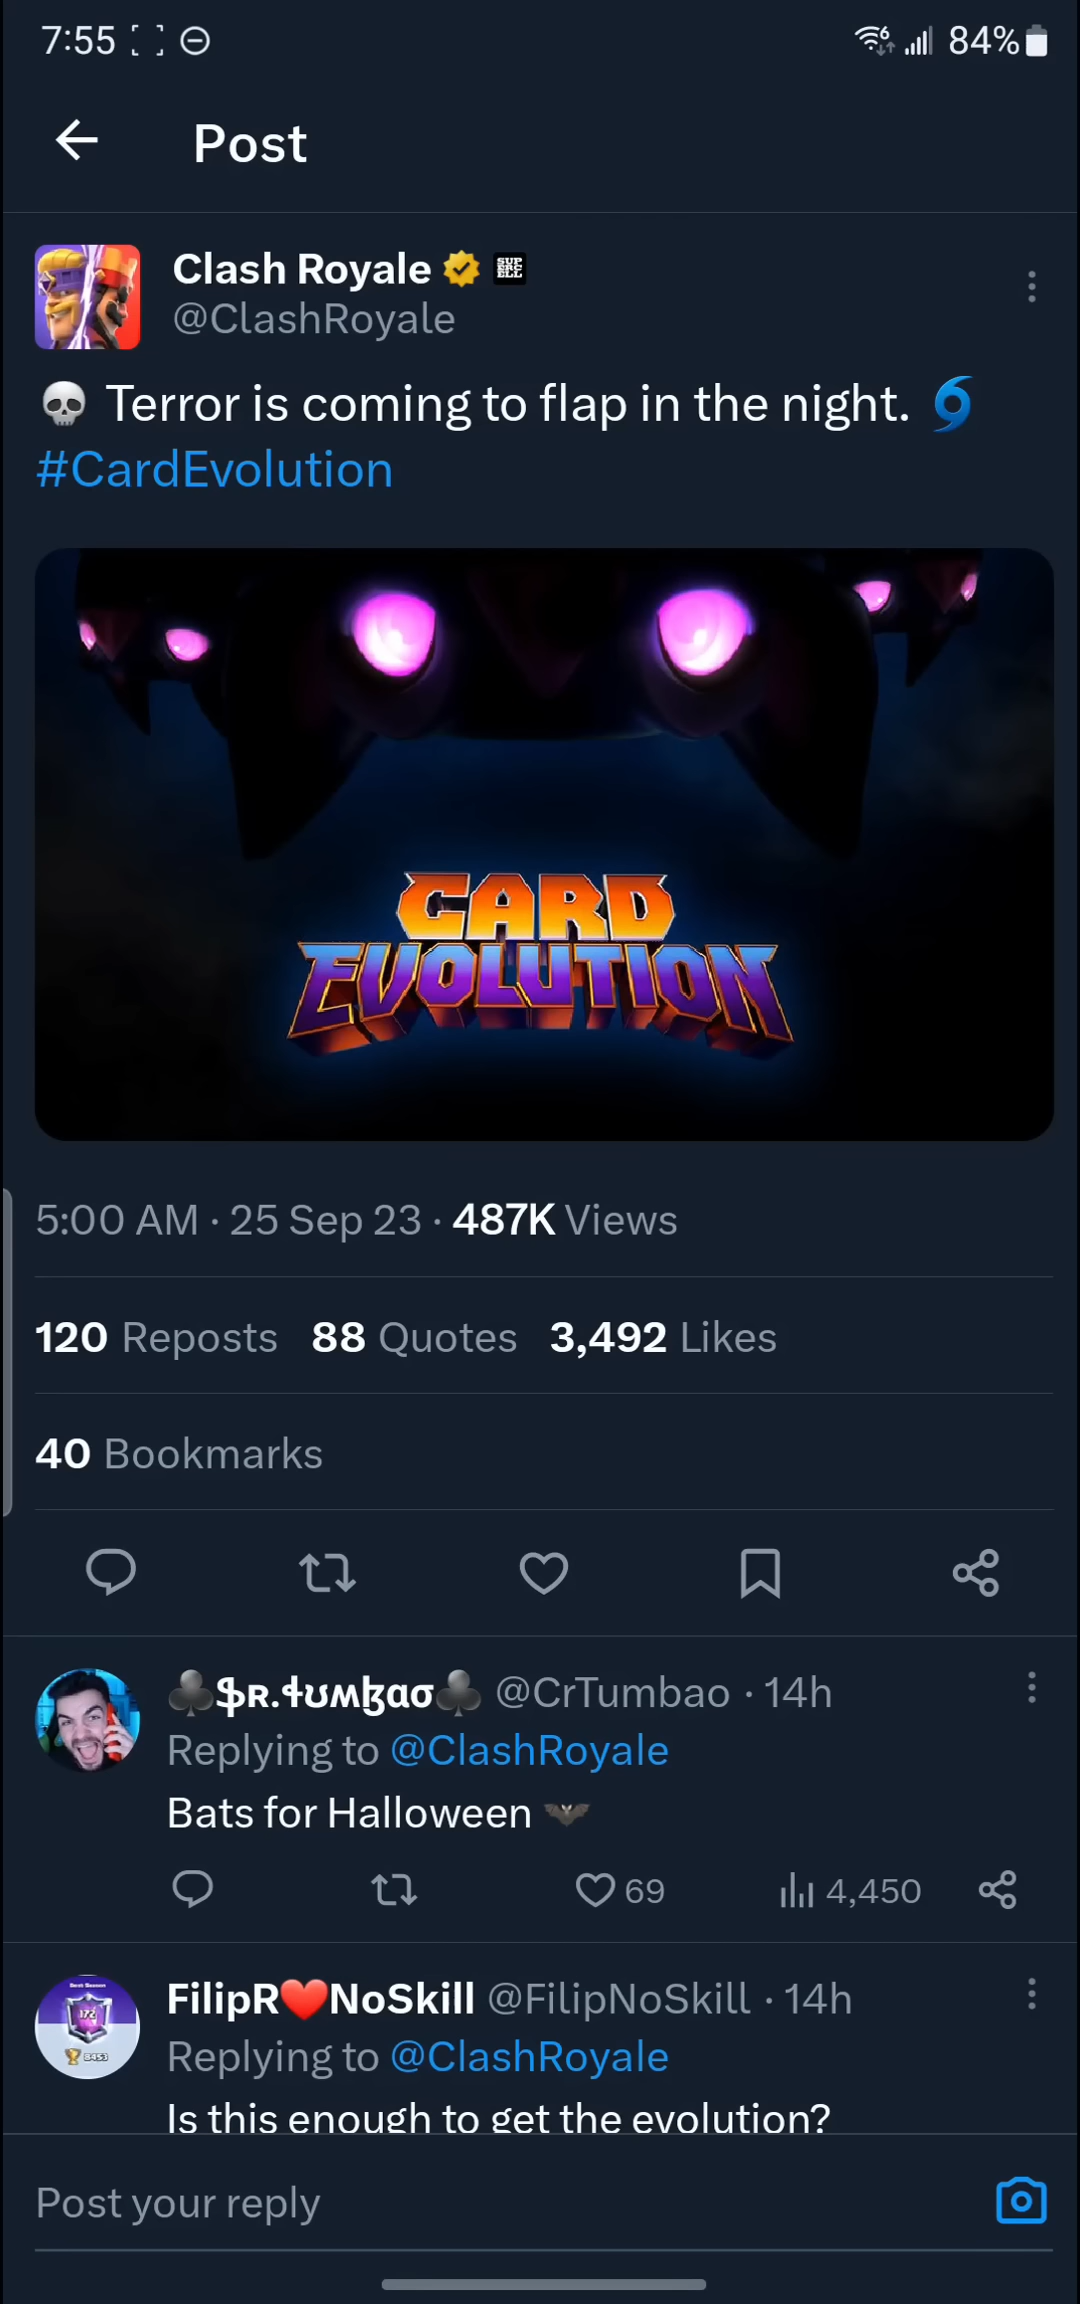 7:55 84%
Post
Clash Royale SUPERCELL
@ClashRoyale
💀 Terror is coming to flap in the night. 🌀
#CardEvolution
CARD
EVOLUTION
5:00 AM · 25 Sep 23 · 487K Views
120 Reposts 88 Quotes 3,492 Likes
40 Bookmarks
♣$ʀ.ɬʊʍɮασ♣ @CrTumbao · 14h
Replying to @ClashRoyale
Bats for Halloween 🦇
69 4,450
FilipR❤️NoSkill @FilipNoSkill · 14h
Replying to @ClashRoyale
Is this enough to get the evolution?
Post your reply